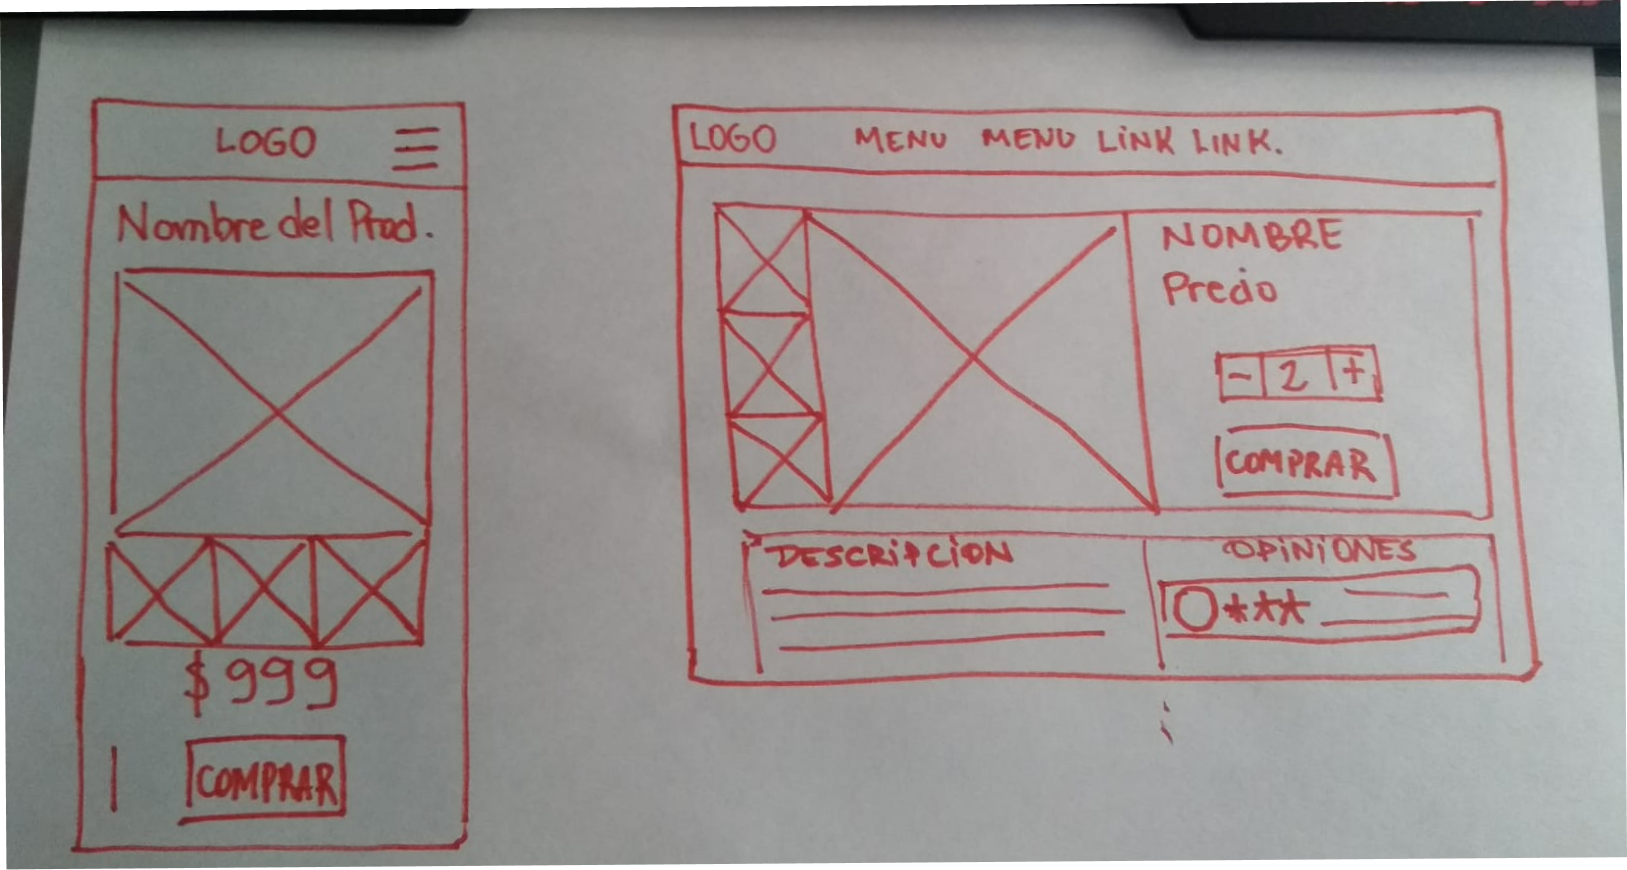 LOGO
Nombre del Prod.
$999
COMPRAR
LOGO MENU MENU LINK LINK.
NOMBRE
Precio
- 2 +
COMPRAR
DESCRIPCION
OPINIONES
***